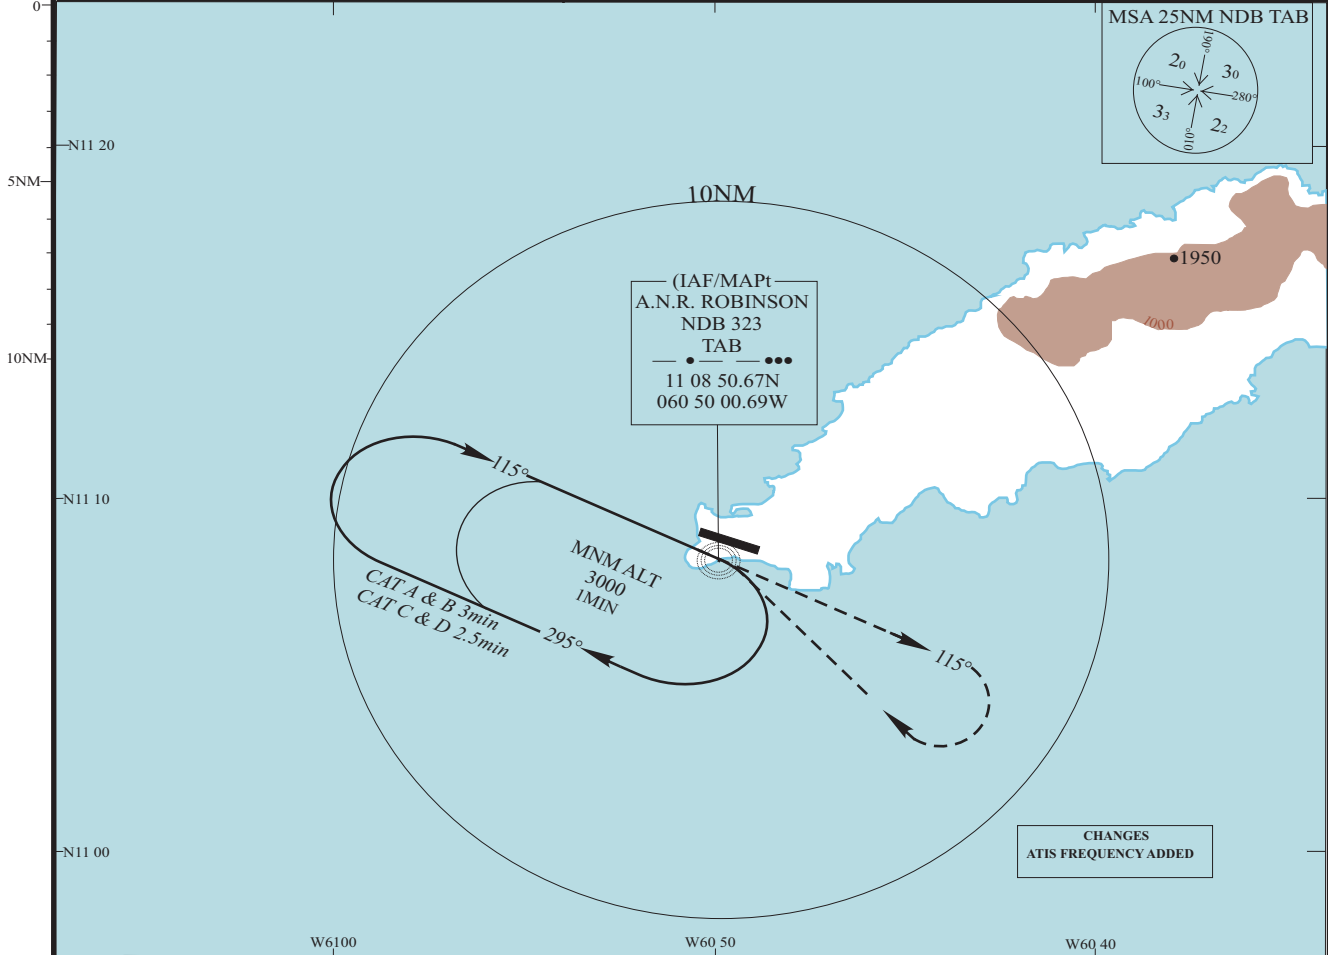 0
MSA 25NM NDB TAB
190°
20
30
100°
280°
33
22
010°
N11 20
5NM
10NM
1950
1000
(IAF/MAPt
A.N.R. ROBINSON
NDB 323
TAB
11 08 50.67N
060 50 00.69W
10NM
115°
N11 10
MNM ALT
3000
1MIN
CAT A & B 3min
CAT C & D 2.5min
295°
115°
CHANGES
ATIS FREQUENCY ADDED
N11 00
W6100
W60 50
W60 40